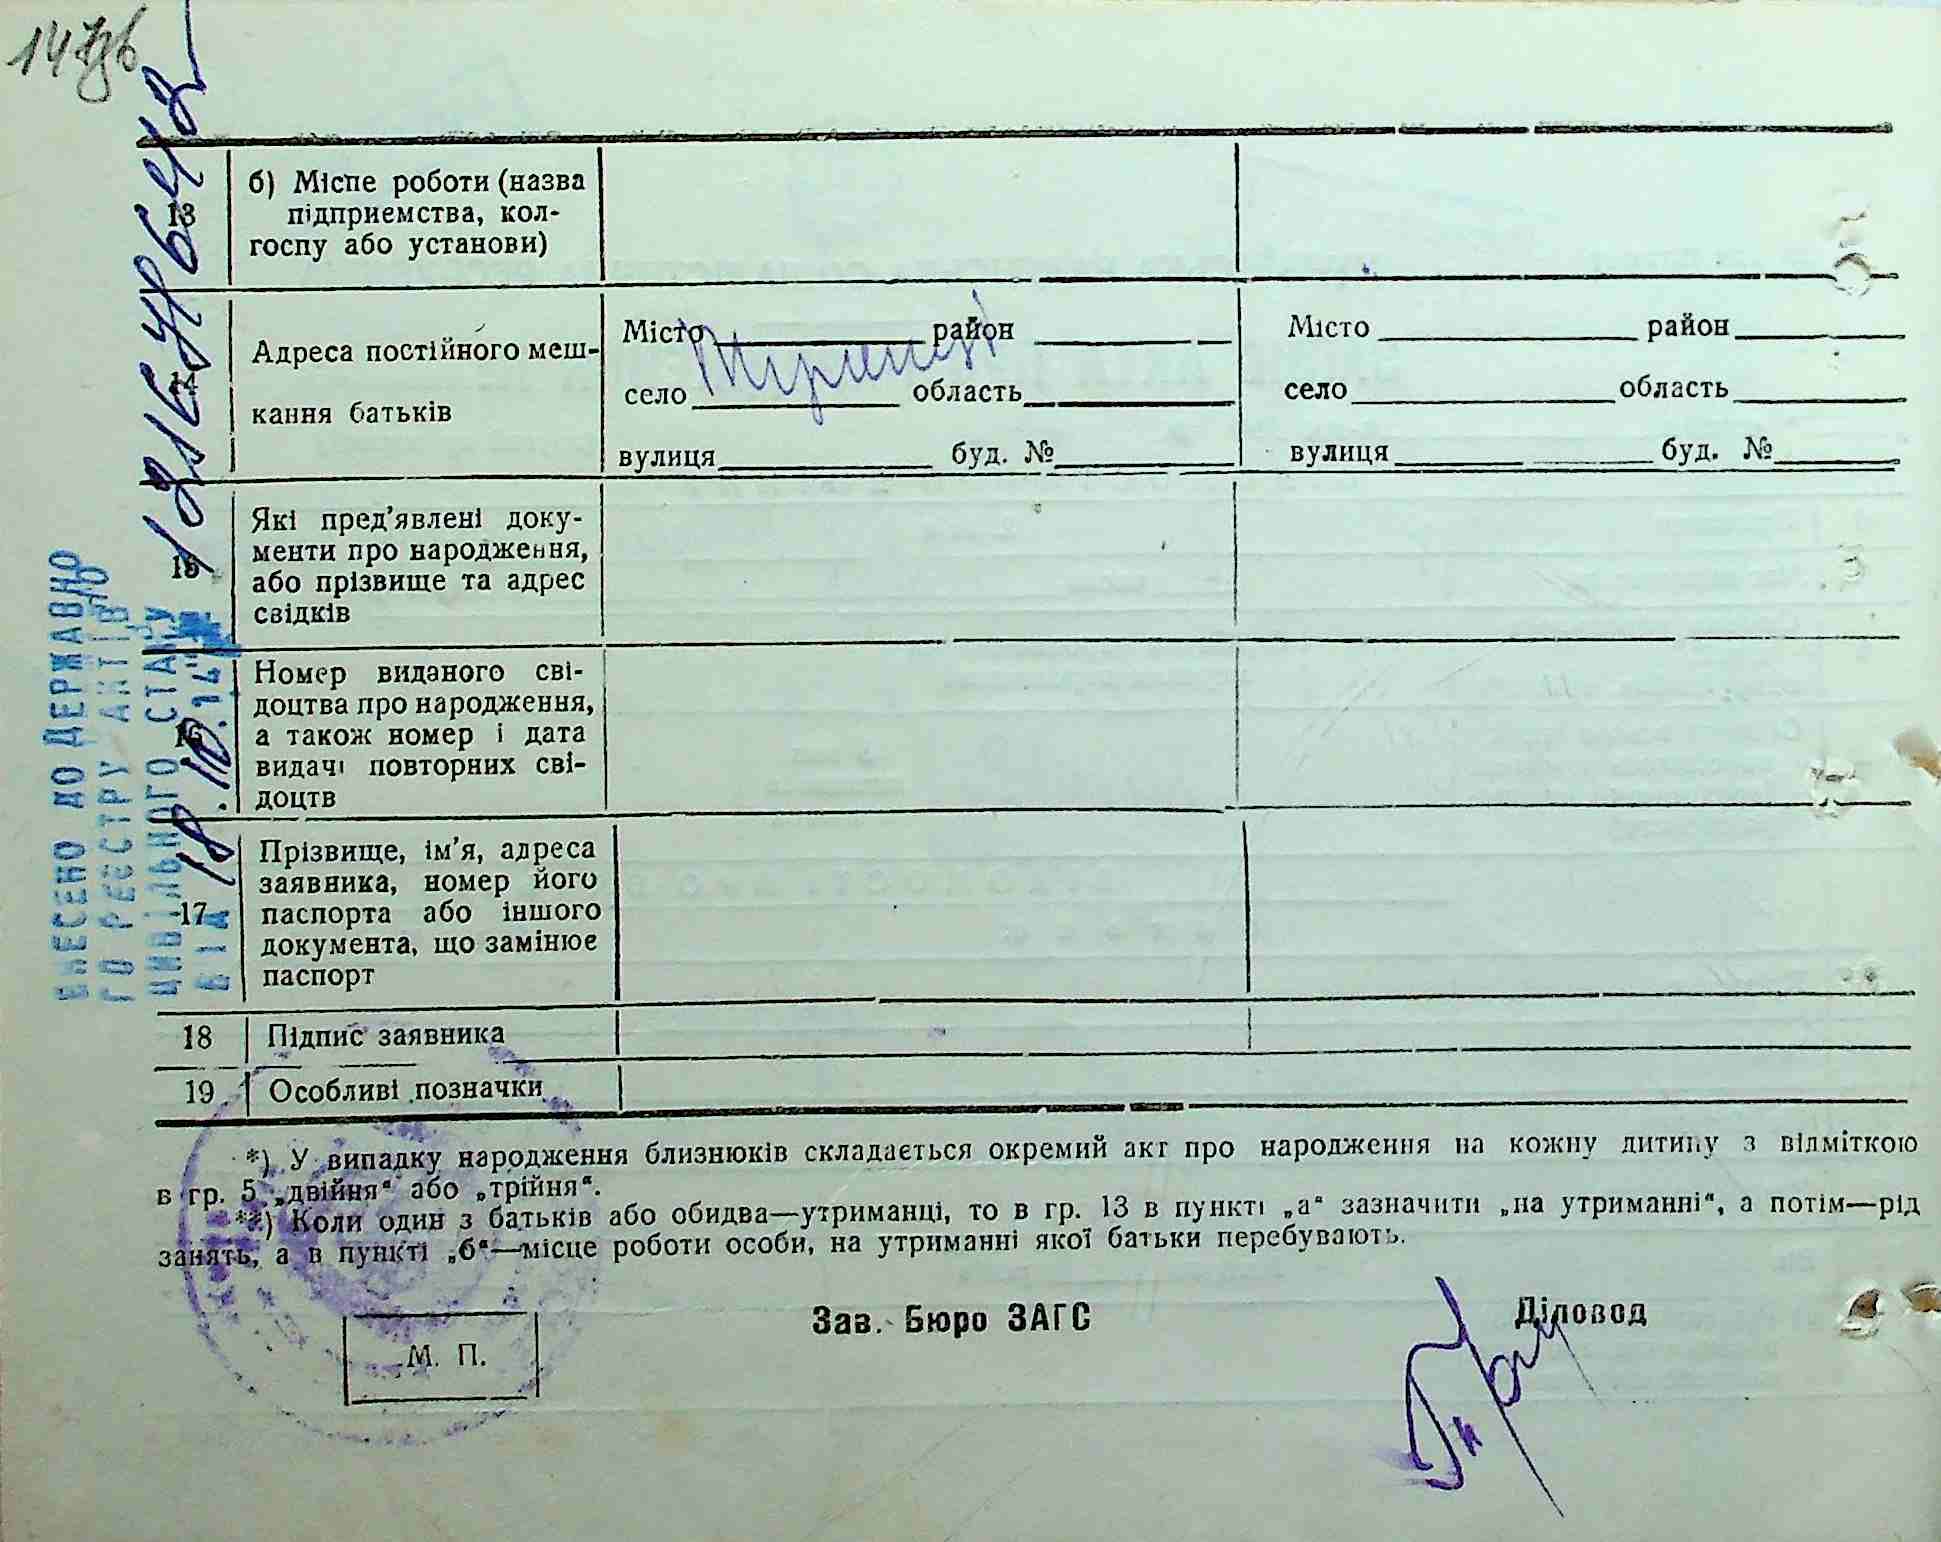 13
б) Місце роботи (назва
підприємства, кол-
госпу або установи)
14
Адреса постійного меш-
кання батьків
Місто район
село область
вулиця буд. №
Місто район
село область
вулиця буд. №
15
Які пред’явлені доку-
менти про народження,
або прізвище та адрес
свідків
16
Номер виданого сві-
доцтва про народження,
а також номер і дата
видачі повторних сві-
доцтв
17
Прізвище, ім’я, адреса
заявника, номер його
паспорта або іншого
документа, що замінює
паспорт
18 Підпис заявника
19 Особливі позначки
ВНЕСЕНО ДО ДЕРЖАВНО
ГО РЕЄСТРУ АКТІВ
ЦИВІЛЬНОГО СТАНУ
ВІД 18.10.14
*) У випадку народження близнюків складається окремий акт про народження на кожну дитину з відміткою
в гр. 5 „двійня“ або „трійня“.
**) Коли один з батьків або обидва—утриманці, то в гр. 13 в пункті „а“ зазначити „на утриманні“, а потім—рід
занять, а в пункті „б“—місце роботи особи, на утриманні якої батьки перебувають.
Зав. Бюро ЗАГС
Діловод
М. П.